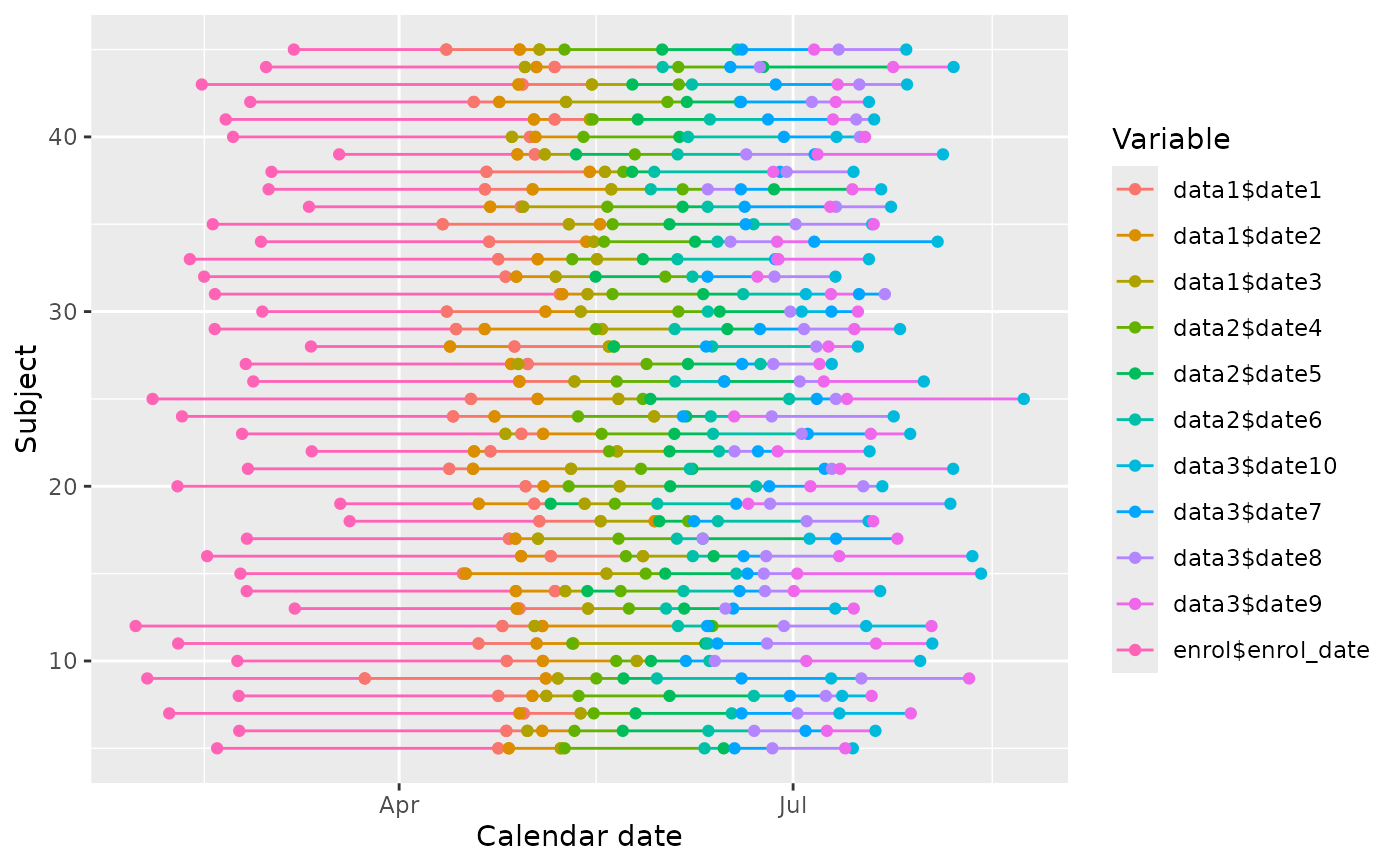 Subject
40
30
20
10
Apr
Jul
Calendar date
Variable
data1$date1
data1$date2
data1$date3
data2$date4
data2$date5
data2$date6
data3$date10
data3$date7
data3$date8
data3$date9
enrol$enrol_date